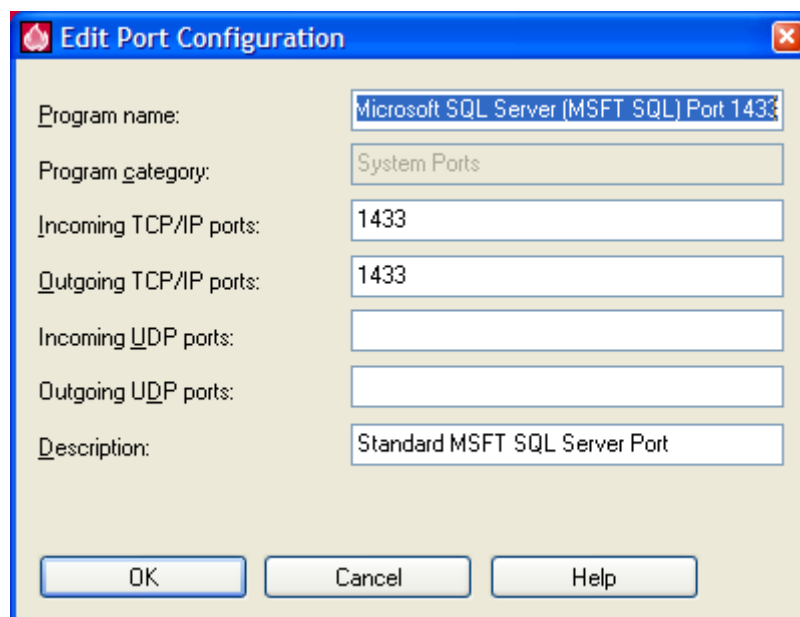 Edit Port Configuration
Program name: Microsoft SQL Server (MSFT SQL) Port 1433
Program category: System Ports
Incoming TCP/IP ports: 1433
Outgoing TCP/IP ports: 1433
Incoming UDP ports:
Outgoing UDP ports:
Description: Standard MSFT SQL Server Port
OK Cancel Help